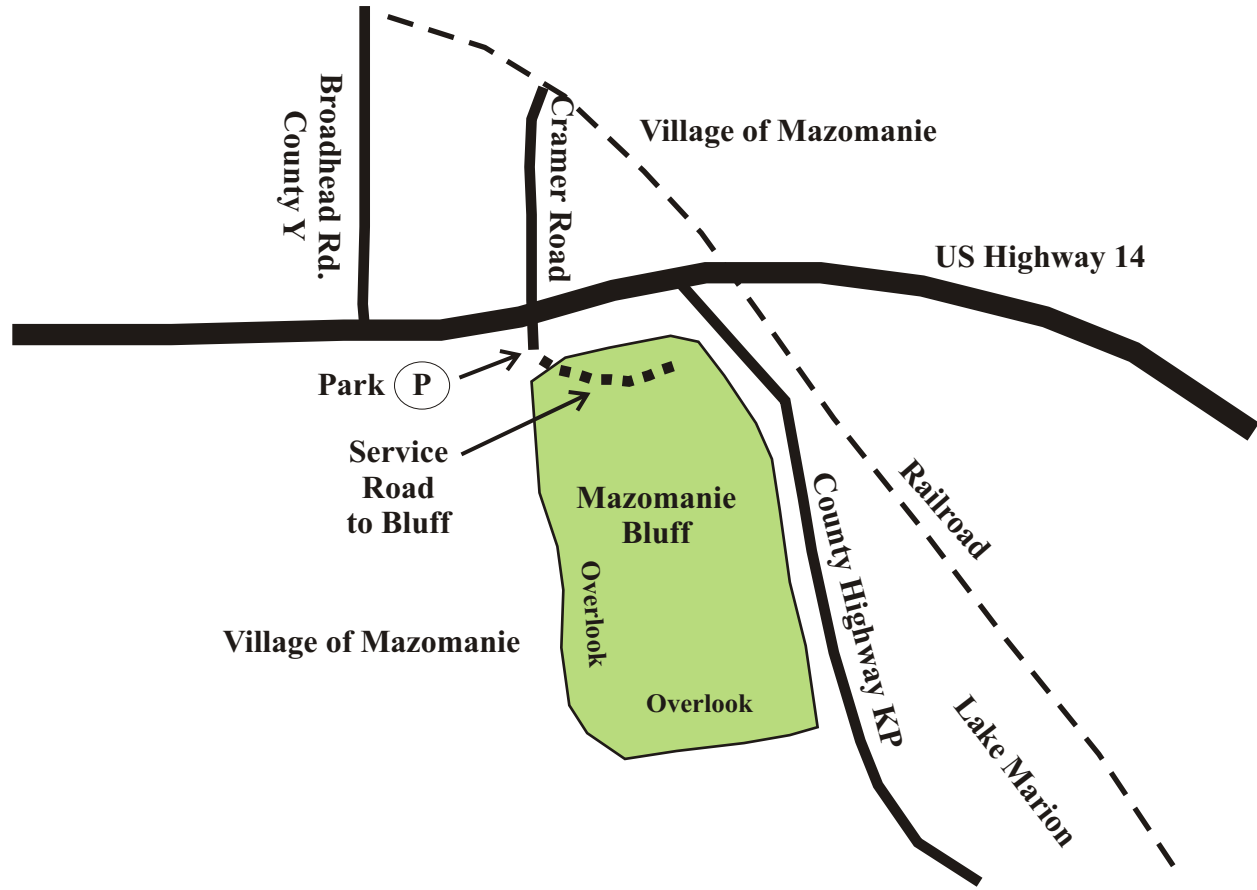 Broadhead Rd.
County Y
Cramer Road
Village of Mazomanie
US Highway 14
Park P
Service
Road
to Bluff
Mazomanie
Bluff
Overlook
Overlook
Village of Mazomanie
County Highway KP
Railroad
Lake Marion